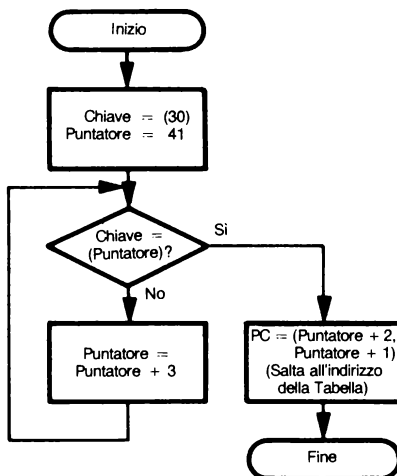 Inizio
Chiave = (30)
Puntatore = 41
Chiave =
(Puntatore)?
Sì
No
Puntatore =
Puntatore + 3
PC = (Puntatore + 2,
Puntatore + 1)
(Salta all'indirizzo
della Tabella)
Fine